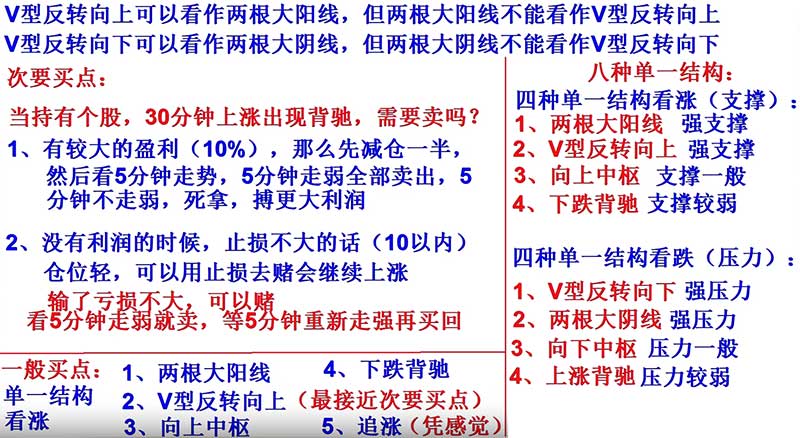 V型反转向上可以看作两根大阳线，但两根大阳线不能看作V型反转向上
V型反转向下可以看作两根大阴线，但两根大阴线不能看作V型反转向下
次要买点：
当持有个股，30分钟上涨出现背驰，需要卖吗？
1、有较大的盈利（10%），那么先减仓一半，
然后看5分钟走势，5分钟走弱全部卖出，5
分钟不走弱，死拿，搏更大利润
2、没有利润的时候，止损不大的话（10以内）
仓位轻，可以用止损去赌会继续上涨
输了亏损不大，可以赌
看5分钟走弱就卖，等5分钟重新走强再买回
一般买点：
单一结构
看涨
1、两根大阳线
2、V型反转向上（最接近次要买点）
3、向上中枢
4、下跌背驰
5、追涨（凭感觉）
八种单一结构：
四种单一结构看涨（支撑）：
1、两根大阳线 强支撑
2、V型反转向上 强支撑
3、向上中枢 支撑一般
4、下跌背驰 支撑较弱
四种单一结构看跌（压力）：
1、V型反转向下 强压力
2、两根大阴线 强压力
3、向下中枢 压力一般
4、上涨背驰 压力较弱